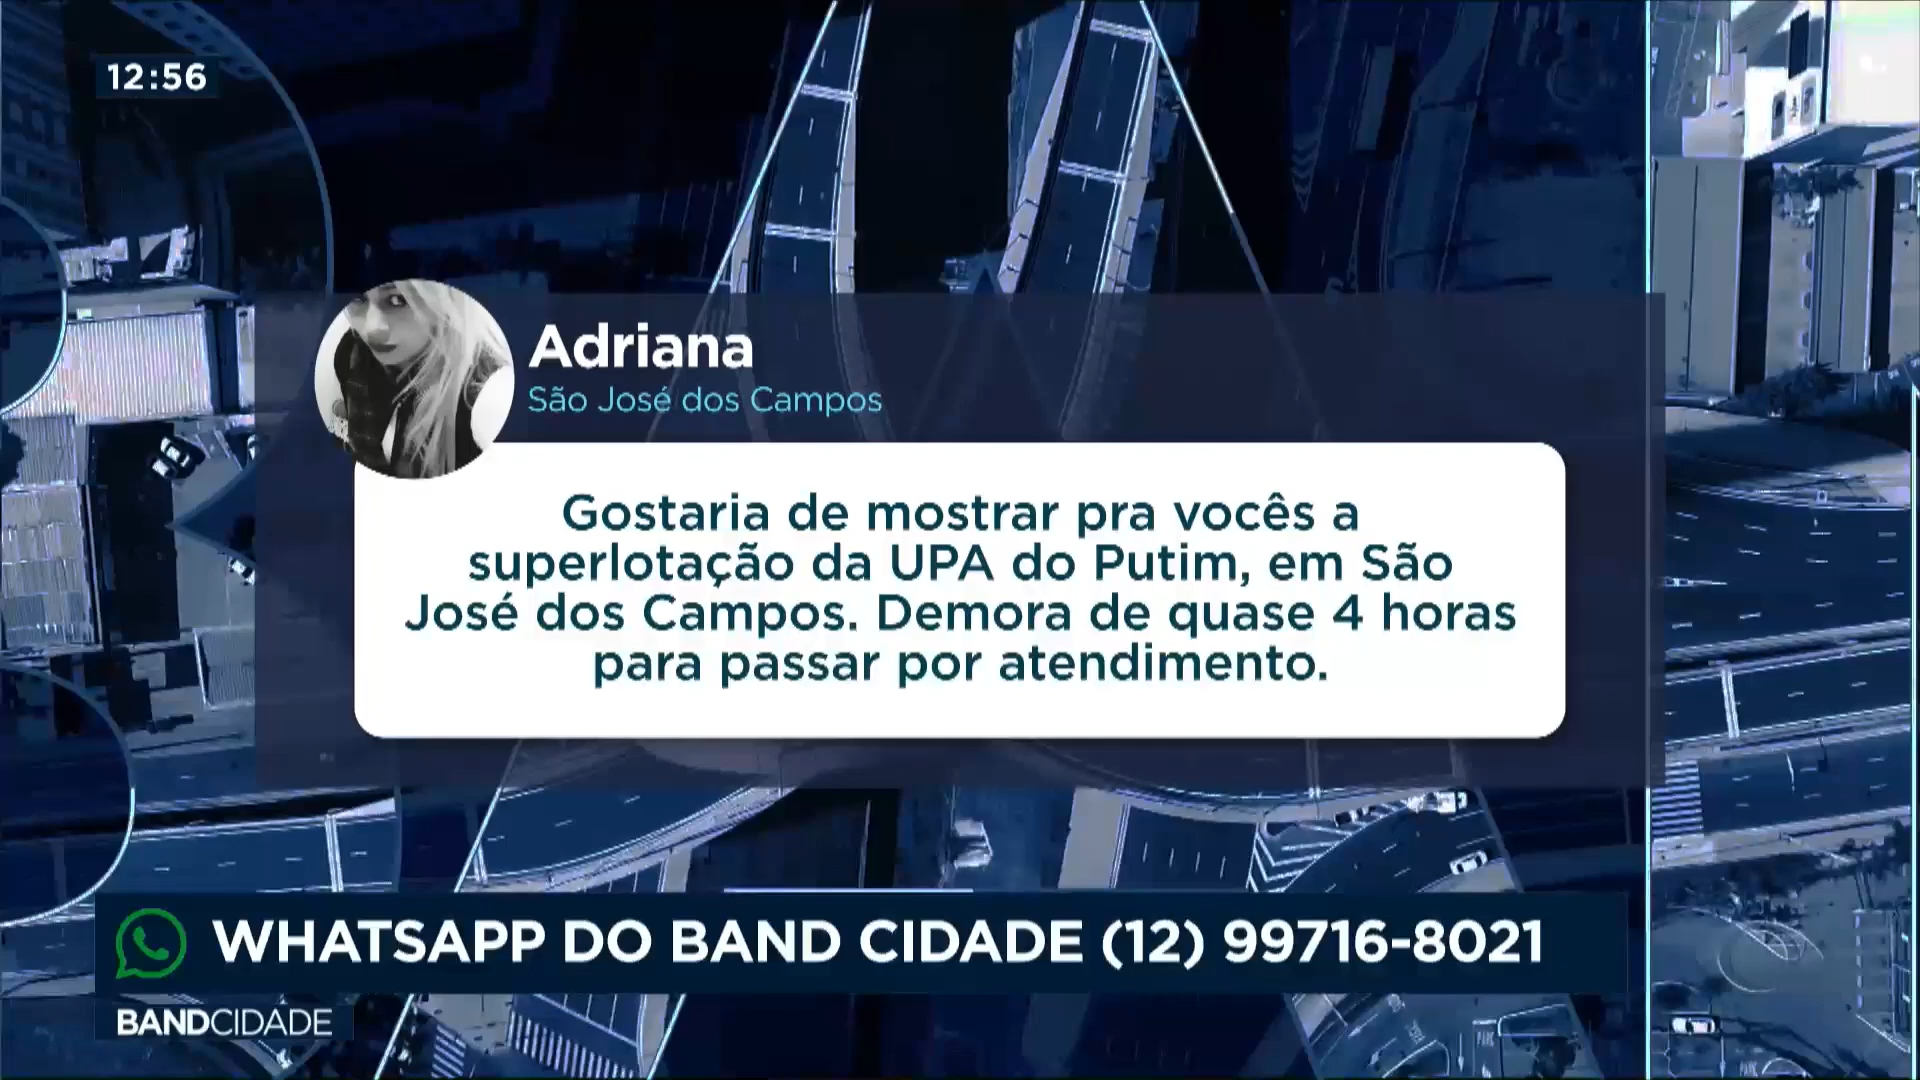 12:56
Adriana
São José dos Campos
Gostaria de mostrar pra vocês a
superlotação da UPA do Putim, em São
José dos Campos. Demora de quase 4 horas
para passar por atendimento.
WHATSAPP DO BAND CIDADE (12) 99716-8021
BANDCIDADE